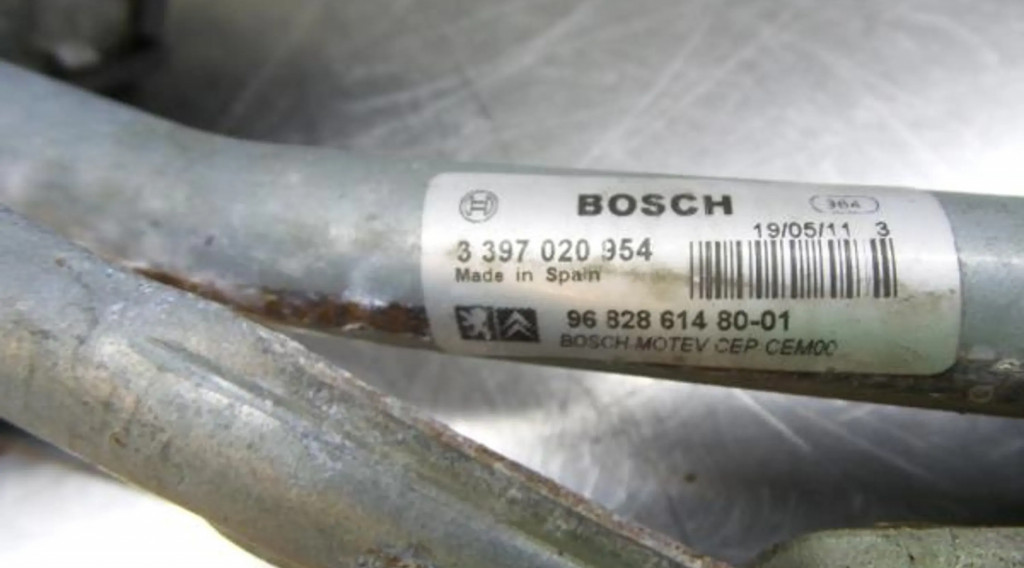 BOSCH 384
19/05/11 3
3 397 020 954
Made in Spain
96 828 614 80-01
BOSCH MOTEV CEP CEM00